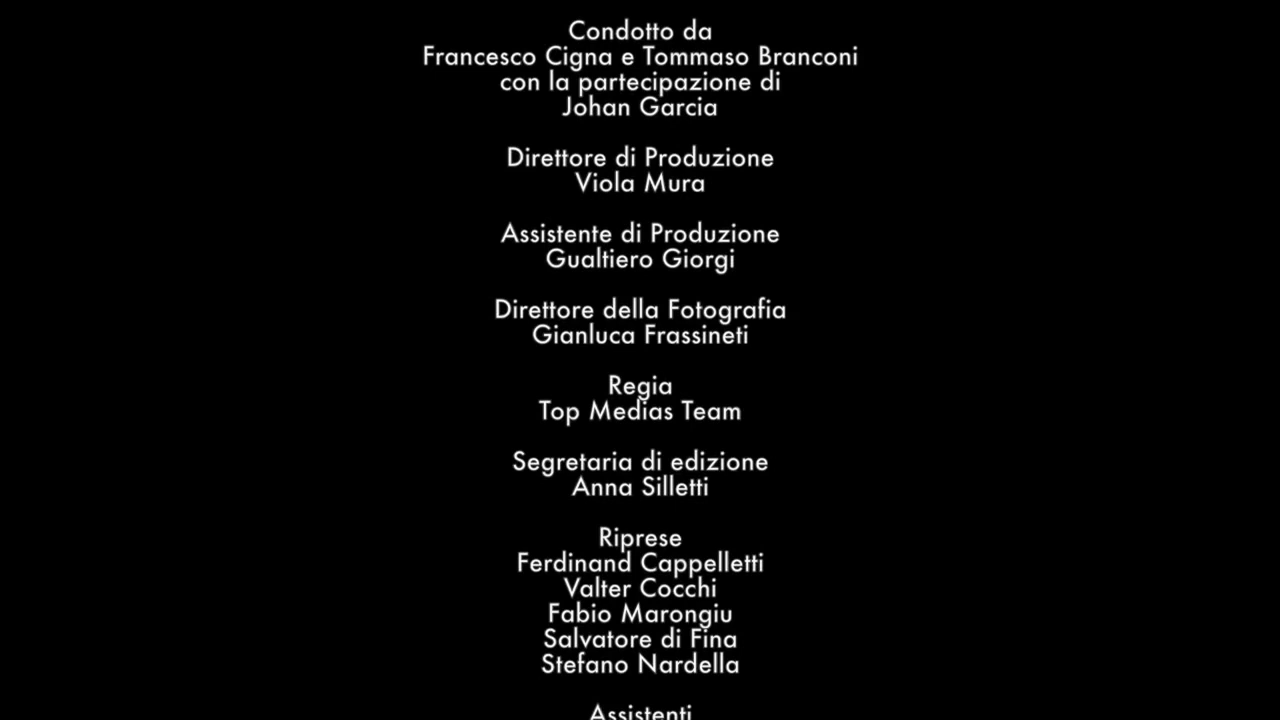 Condotto da
Francesco Cigna e Tommaso Branconi
con la partecipazione di
Johan Garcia
Direttore di Produzione
Viola Mura
Assistente di Produzione
Gualtiero Giorgi
Direttore della Fotografia
Gianluca Frassineti
Regia
Top Medias Team
Segretaria di edizione
Anna Silletti
Riprese
Ferdinand Cappelletti
Valter Cocchi
Fabio Marongiu
Salvatore di Fina
Stefano Nardella
Assistenti